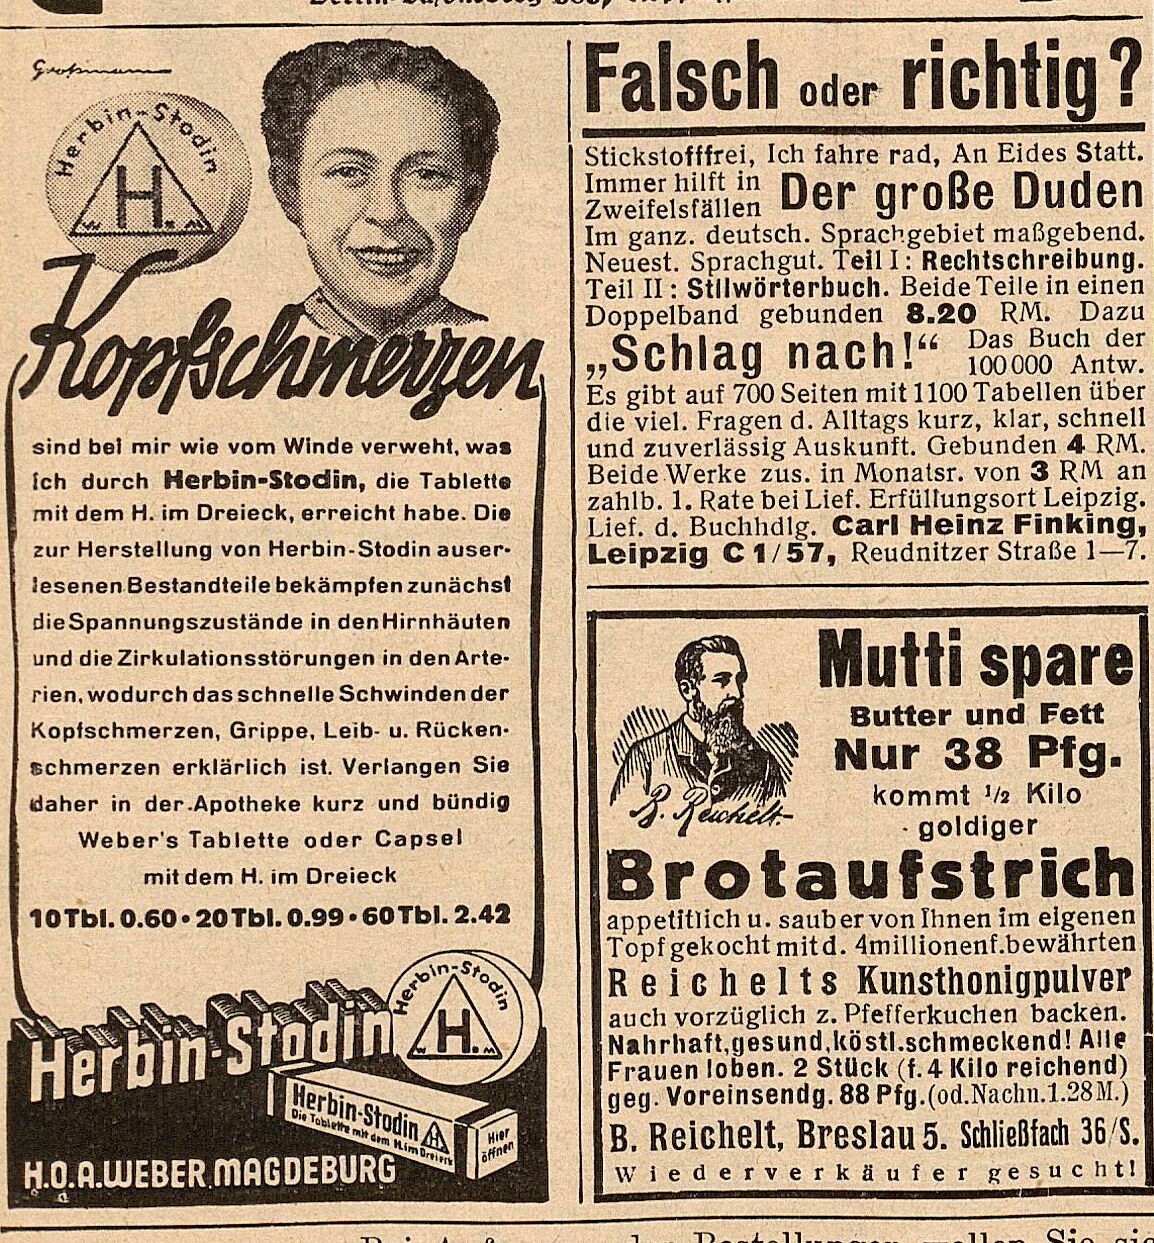 Großmann
Herbin-Stodin
H.
W M
Kopfschmerzen
sind bei mir wie vom Winde verweht, was
ich durch Herbin-Stodin, die Tablette
mit dem H. im Dreieck, erreicht habe. Die
zur Herstellung von Herbin-Stodin auser-
lesenen Bestandteile bekämpfen zunächst
die Spannungszustände in den Hirnhäuten
und die Zirkulationsstörungen in den Arte-
rien, wodurch das schnelle Schwinden der
Kopfschmerzen, Grippe, Leib- u. Rücken-
schmerzen erklärlich ist. Verlangen Sie
daher in der Apotheke kurz und bündig
Weber's Tablette oder Capsel
mit dem H. im Dreieck
10 Tbl. 0.60 • 20 Tbl. 0.99 • 60 Tbl. 2.42
Herbin-Stodin
H.
W M
Herbin-Stodin
Herbin-Stodin
Die Tablette mit dem H. im Dreieck
Hier
öffnen
H.O.A. WEBER, MAGDEBURG
Falsch oder richtig?
Stickstofffrei, Ich fahre rad, An Eides Statt.
Immer hilft in
Zweifelsfällen Der große Duden
Im ganz. deutsch. Sprachgebiet maßgebend.
Neuest. Sprachgut. Teil I: Rechtschreibung.
Teil II: Stilwörterbuch. Beide Teile in einen
Doppelband gebunden 8.20 RM. Dazu
„Schlag nach!“ Das Buch der
100 000 Antw.
Es gibt auf 700 Seiten mit 1100 Tabellen über
die viel. Fragen d. Alltags kurz, klar, schnell
und zuverlässig Auskunft. Gebunden 4 RM.
Beide Werke zus. in Monatsr. von 3 RM an
zahlb. 1. Rate bei Lief. Erfüllungsort Leipzig.
Lief. d. Buchhdlg. Carl Heinz Finking,
Leipzig C 1/57, Reudnitzer Straße 1—7.
Mutti spare
Butter und Fett
Nur 38 Pfg.
kommt ½ Kilo
goldiger
B. Reichelt
Brotaufstrich
appetitlich u. sauber von Ihnen im eigenen
Topf gekocht mit d. 4millionenf. bewährten
Reichelts Kunsthonigpulver
auch vorzüglich z. Pfefferkuchen backen.
Nahrhaft, gesund, köstl. schmeckend! Alle
Frauen loben. 2 Stück (f. 4 Kilo reichend)
geg. Voreinsendg. 88 Pfg. (od. Nachn. 1.28 M.)
B. Reichelt, Breslau 5. Schließfach 36/S.
Wiederverkäufer gesucht!